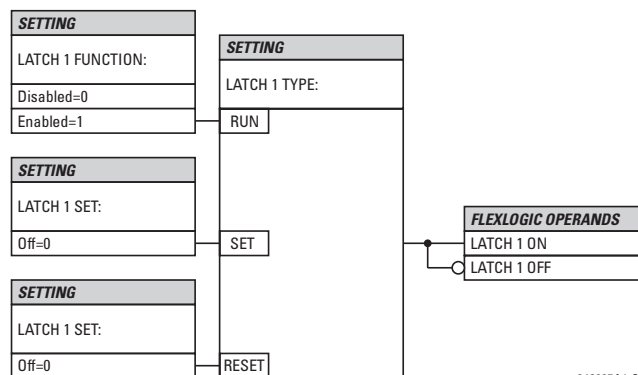 SETTING
LATCH 1 FUNCTION:
Disabled=0
Enabled=1
SETTING
LATCH 1 TYPE:
RUN
SETTING
LATCH 1 SET:
Off=0
SET
SETTING
LATCH 1 SET:
Off=0
RESET
FLEXLOGIC OPERANDS
LATCH 1 ON
LATCH 1 OFF